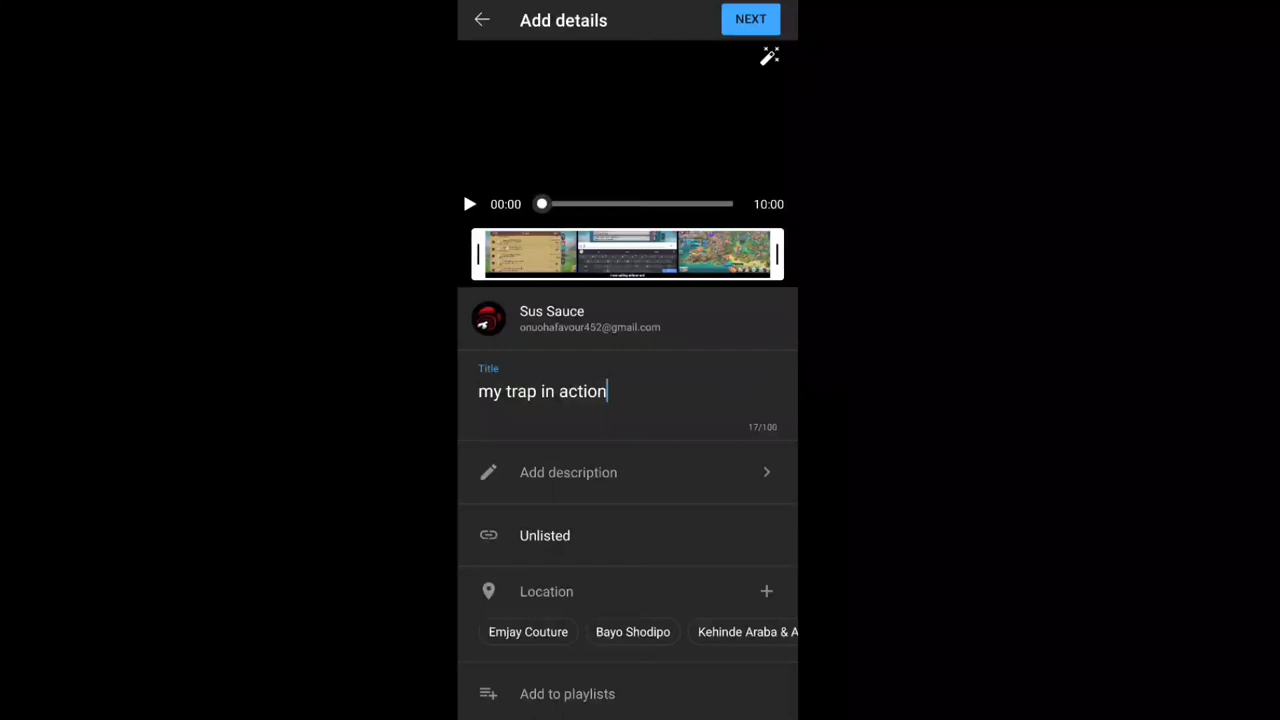 Add details
NEXT
00:00
10:00
Sus Sauce
onuohafavour452@gmail.com
Title
my trap in action
17/100
Add description
Unlisted
Location
Emjay Couture
Bayo Shodipo
Kehinde Araba & A
Add to playlists